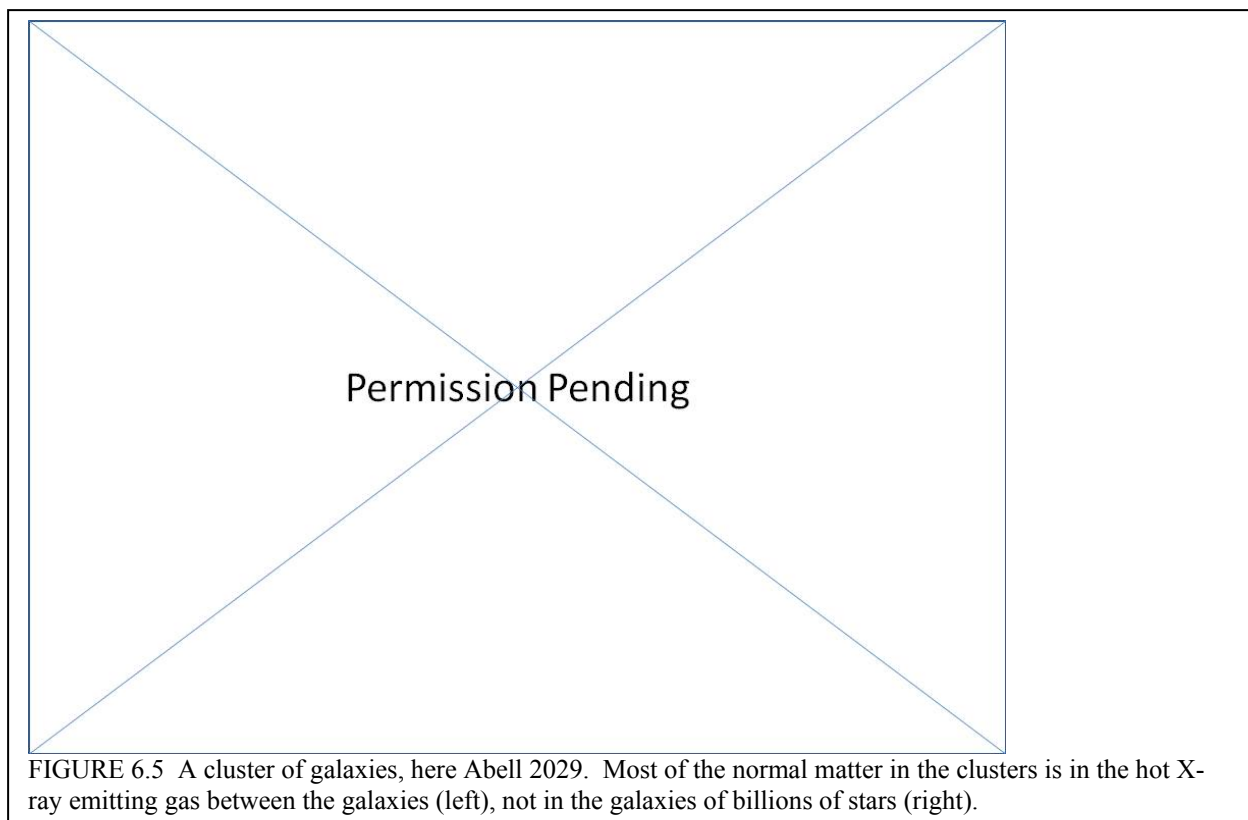 Permission Pending
FIGURE 6.5  A cluster of galaxies, here Abell 2029.  Most of the normal matter in the clusters is in the hot X-
ray emitting gas between the galaxies (left), not in the galaxies of billions of stars (right).